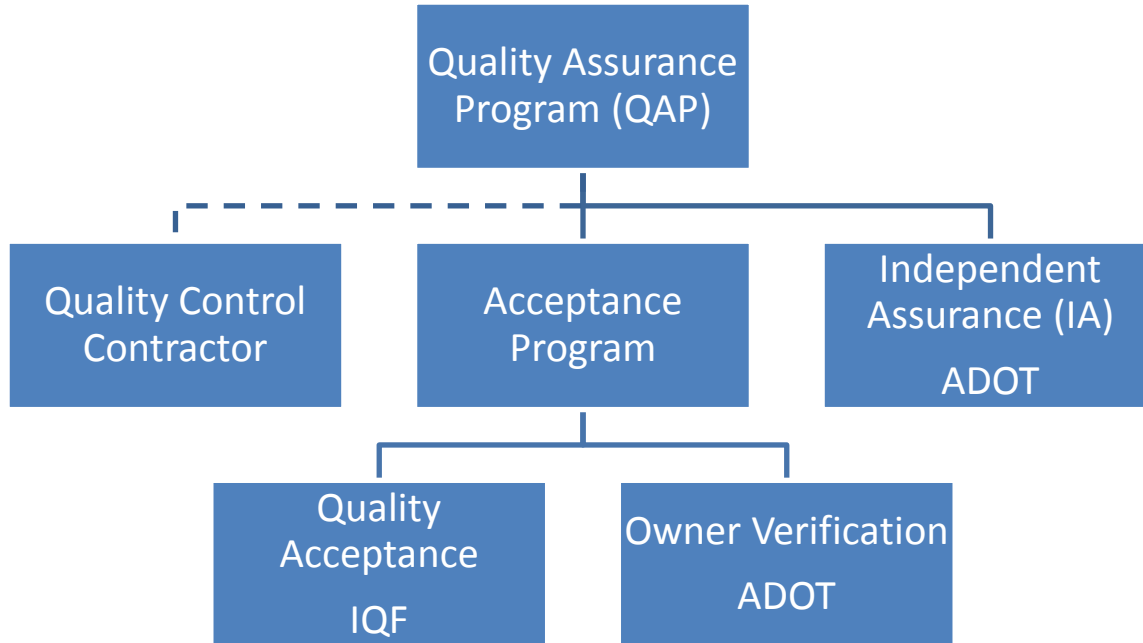 Quality Assurance
Program (QAP)
Quality Control
Contractor
Acceptance
Program
Independent
Assurance (IA)
ADOT
Quality
Acceptance
IQF
Owner Verification
ADOT